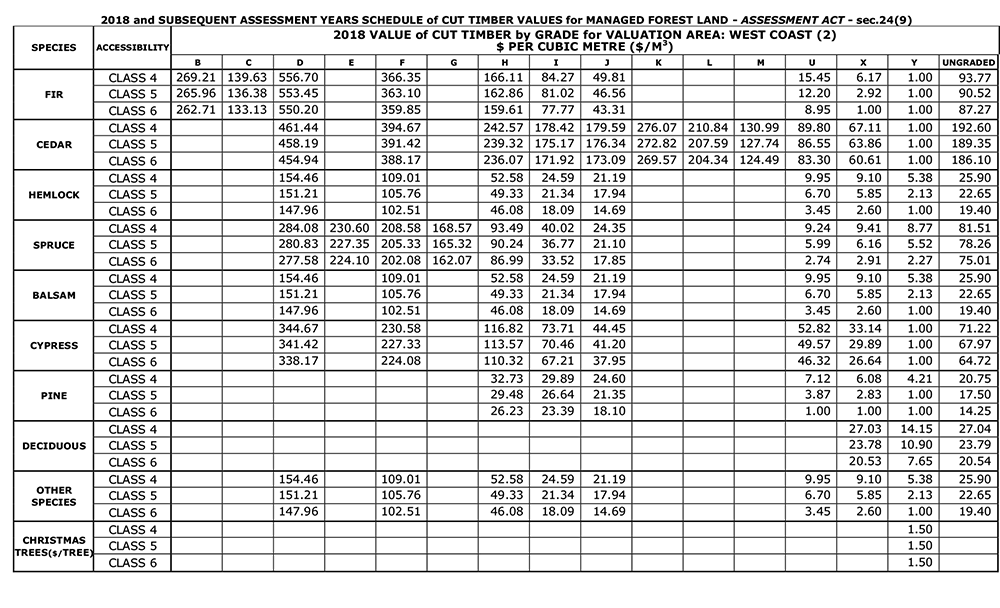 2018 and SUBSEQUENT ASSESSMENT YEARS SCHEDULE of CUT TIMBER VALUES for MANAGED FOREST LAND - ASSESSMENT ACT - sec.24(9)
SPECIES ACCESSIBILITY 2018 VALUE of CUT TIMBER by GRADE for VALUATION AREA: WEST COAST (2)
$ PER CUBIC METRE ($/M³)
B C D E F G H I J K L M U X Y UNGRADED
FIR CLASS 4 269.21 139.63 556.70 366.35 166.11 84.27 49.81 15.45 6.17 1.00 93.77
CLASS 5 265.96 136.38 553.45 363.10 162.86 81.02 46.56 12.20 2.92 1.00 90.52
CLASS 6 262.71 133.13 550.20 359.85 159.61 77.77 43.31 8.95 1.00 1.00 87.27
CEDAR CLASS 4 461.44 394.67 242.57 178.42 179.59 276.07 210.84 130.99 89.80 67.11 1.00 192.60
CLASS 5 458.19 391.42 239.32 175.17 176.34 272.82 207.59 127.74 86.55 63.86 1.00 189.35
CLASS 6 454.94 388.17 236.07 171.92 173.09 269.57 204.34 124.49 83.30 60.61 1.00 186.10
HEMLOCK CLASS 4 154.46 109.01 52.58 24.59 21.19 9.95 9.10 5.38 25.90
CLASS 5 151.21 105.76 49.33 21.34 17.94 6.70 5.85 2.13 22.65
CLASS 6 147.96 102.51 46.08 18.09 14.69 3.45 2.60 1.00 19.40
SPRUCE CLASS 4 284.08 230.60 208.58 168.57 93.49 40.02 24.35 9.24 9.41 8.77 81.51
CLASS 5 280.83 227.35 205.33 165.32 90.24 36.77 21.10 5.99 6.16 5.52 78.26
CLASS 6 277.58 224.10 202.08 162.07 86.99 33.52 17.85 2.74 2.91 2.27 75.01
BALSAM CLASS 4 154.46 109.01 52.58 24.59 21.19 9.95 9.10 5.38 25.90
CLASS 5 151.21 105.76 49.33 21.34 17.94 6.70 5.85 2.13 22.65
CLASS 6 147.96 102.51 46.08 18.09 14.69 3.45 2.60 1.00 19.40
CYPRESS CLASS 4 344.67 230.58 116.82 73.71 44.45 52.82 33.14 1.00 71.22
CLASS 5 341.42 227.33 113.57 70.46 41.20 49.57 29.89 1.00 67.97
CLASS 6 338.17 224.08 110.32 67.21 37.95 46.32 26.64 1.00 64.72
PINE CLASS 4 32.73 29.89 24.60 7.12 6.08 4.21 20.75
CLASS 5 29.48 26.64 21.35 3.87 2.83 1.00 17.50
CLASS 6 26.23 23.39 18.10 1.00 1.00 1.00 14.25
DECIDUOUS CLASS 4 27.03 14.15 27.04
CLASS 5 23.78 10.90 23.79
CLASS 6 20.53 7.65 20.54
OTHER SPECIES CLASS 4 154.46 109.01 52.58 24.59 21.19 9.95 9.10 5.38 25.90
CLASS 5 151.21 105.76 49.33 21.34 17.94 6.70 5.85 2.13 22.65
CLASS 6 147.96 102.51 46.08 18.09 14.69 3.45 2.60 1.00 19.40
CHRISTMAS TREES($/TREE) CLASS 4 1.50
CLASS 5 1.50
CLASS 6 1.50